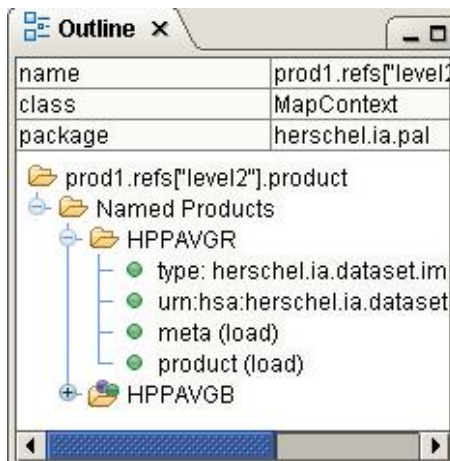 Outline
name prod1.refs["level2
class MapContext
package herschel.ia.pal
prod1.refs["level2"].product
Named Products
HPPAVGR
type: herschel.ia.dataset.im
urn:hsa:herschel.ia.dataset
meta (load)
product (load)
HPPAVGB